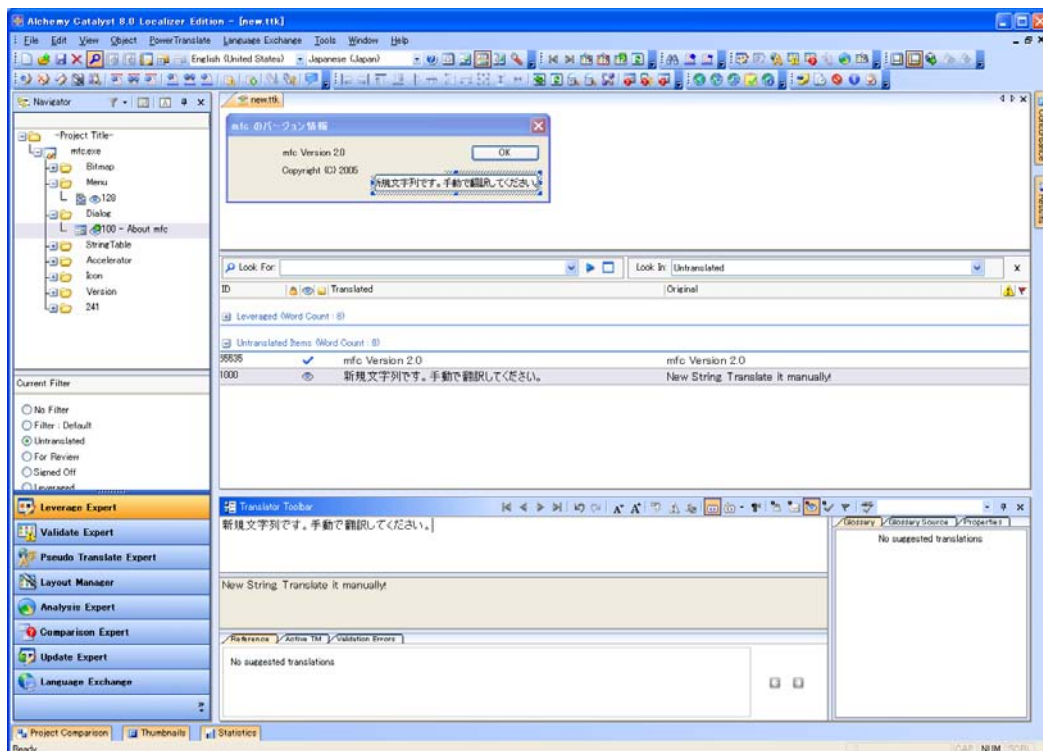 Alchemy Catalyst 8.0 Localizer Edition - [new.ttk]
File Edit View Object PowerTranslate Language Exchange Tools Window Help
English (United States) Japanese (Japan)
Navigator
new.ttk
-Project Title-
mfc.exe
Bitmap
Menu
128
Dialog
100 - About mfc
StringTable
Accelerator
Icon
Version
241
mfc のバージョン情報
mfc Version 2.0
OK
Copyright (C) 2005
新規文字列です。手動で翻訳してください。
Look For:
Look In: Untranslated
ID Translated Original
Leveraged (Word Count : 6)
Untranslated Items (Word Count : 8)
65535 mfc Version 2.0 mfc Version 2.0
1000 新規文字列です。手動で翻訳してください。 New String. Translate it manually!
Current Filter
No Filter
Filter : Default
Untranslated
For Review
Signed Off
Leveraged
Leverage Expert
Validate Expert
Pseudo Translate Expert
Layout Manager
Analysis Expert
Comparison Expert
Update Expert
Language Exchange
Translator Toolbar
新規文字列です。手動で翻訳してください。
New String. Translate it manually!
Reference Active TM Validation Errors
No suggested translations
Glossary Glossary Source Properties
No suggested translations
Concordance
Results
Project Comparison Thumbnails Statistics
Ready
CAP NUM SCRL